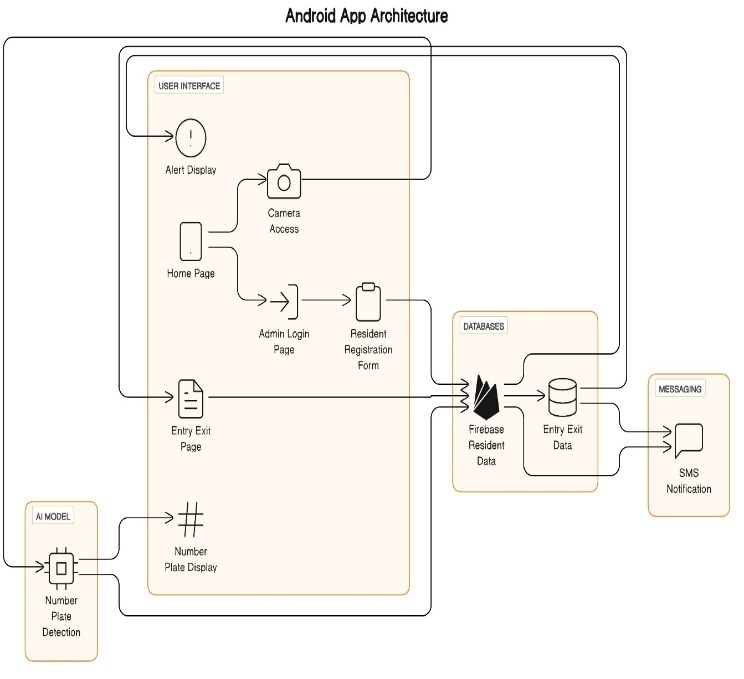 Android App Architecture
USER INTERFACE
Alert Display
Camera
Access
Home Page
Admin Login
Page
Resident
Registration
Form
DATABASES
Firebase
Resident
Data
Entry Exit
Data
MESSAGING
SMS
Notification
Entry Exit
Page
Number
Plate Display
AI MODEL
Number
Plate
Detection